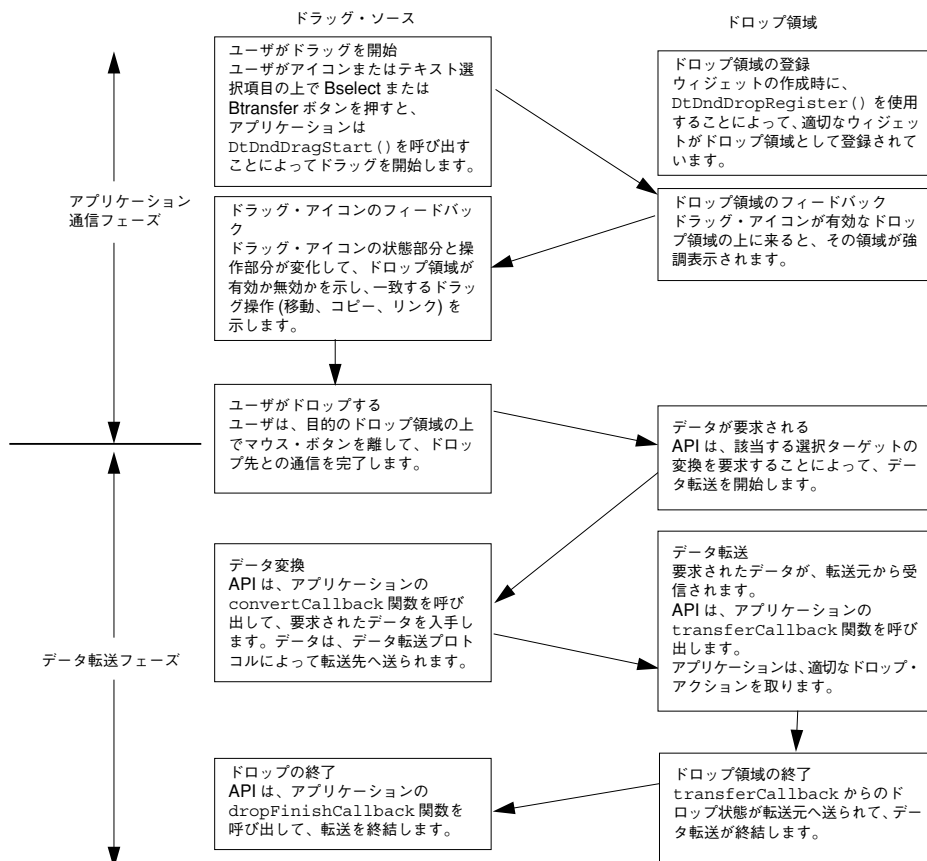 ドラッグ・ソース
ドロップ領域
ユーザがドラッグを開始
ユーザがアイコンまたはテキスト選
択項目の上で Bselect または
Btransfer ボタンを押すと、
アプリケーションは
DtDndDragStart() を呼び出す
ことによってドラッグを開始します。
ドロップ領域の登録
ウィジェットの作成時に、
DtDndDropRegister() を使用
することによって、適切なウィジェッ
トがドロップ領域として登録されて
います。
アプリケーション
通信フェーズ
ドロップ領域のフィードバック
ドラッグ・アイコンが有効なドロッ
プ領域の上に来ると、その領域が強
調表示されます。
ドラッグ・アイコンのフィードバッ
ク
ドラッグ・アイコンの状態部分と操
作部分が変化して、ドロップ領域が
有効か無効かを示し、一致するドラッ
グ操作 (移動、コピー、リンク) を
示します。
ユーザがドロップする
ユーザは、目的のドロップ領域の上
でマウス・ボタンを離して、ドロッ
プ先との通信を完了します。
データが要求される
API は、該当する選択ターゲットの
変換を要求することによって、デー
タ転送を開始します。
データ転送フェーズ
データ変換
API は、アプリケーションの
convertCallback 関数を呼び
出して、要求されたデータを入手し
ます。データは、データ転送プロト
コルによって転送先へ送られます。
データ転送
要求されたデータが、転送元から受
信されます。
API は、アプリケーションの
transferCallback 関数を呼び
出します。
アプリケーションは、適切なドロップ・
アクションを取ります。
ドロップ領域の終了
transferCallback からのド
ロップ状態が転送元へ送られて、デー
タ転送が終結します。
ドロップの終了
API は、アプリケーションの
dropFinishCallback 関数を
呼び出して、転送を終結します。